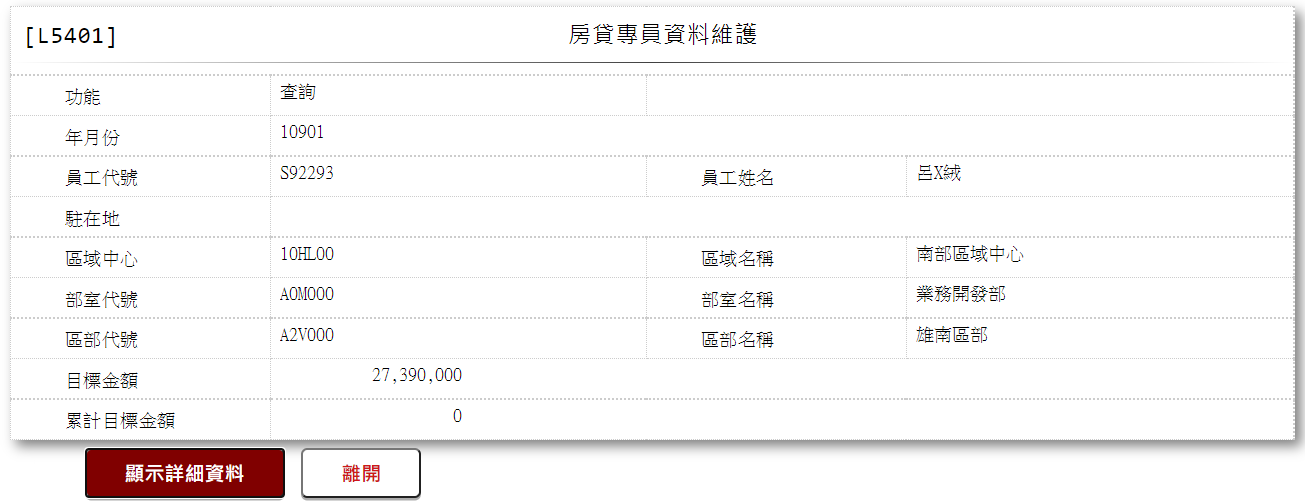 [L5401] 房貸專員資料維護
功能 查詢
年月份 10901
員工代號 S92293 員工姓名 呂X絨
駐在地
區域中心 10HL00 區域名稱 南部區域中心
部室代號 A0M000 部室名稱 業務開發部
區部代號 A2V000 區部名稱 雄南區部
目標金額 27,390,000
累計目標金額 0
顯示詳細資料 離開